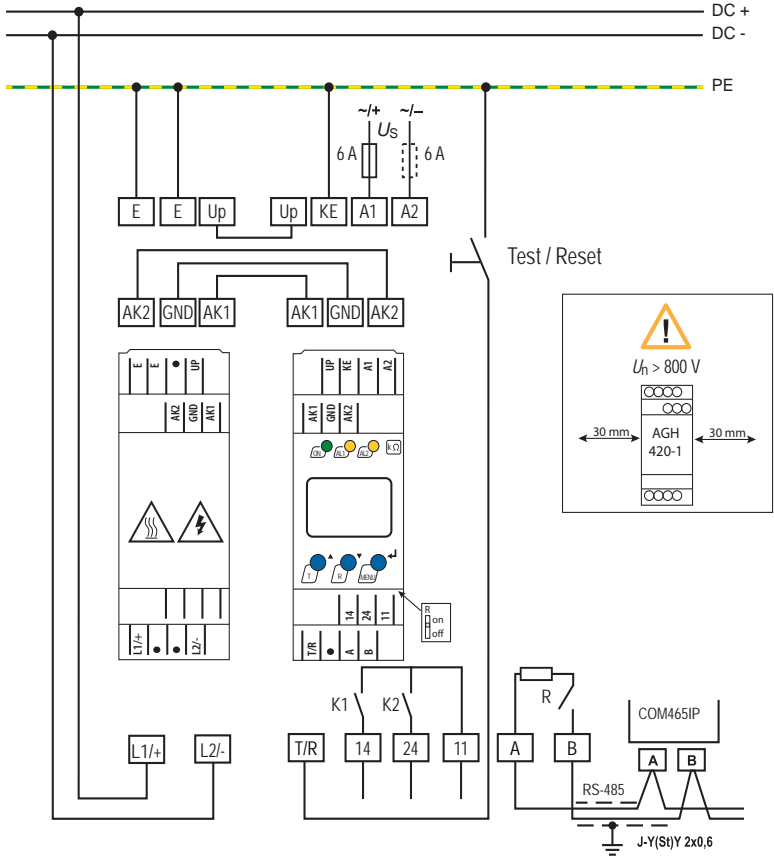 DC +
DC -
PE
~/+ ~/–
US
6 A 6 A
E E Up Up KE A1 A2
Test / Reset
AK2 GND AK1 AK1 GND AK2
Un > 800 V
30 mm AGH 420-1 30 mm
E E UP UP KE A1 A2
AK2 GND AK1 AK1 GND AK2
ON AL1 AL2 kΩ
T R MENU
R
on
off
14 24 11
L1/+ L2/- T/R A B
K1 K2 R
COM465IP
L1/+ L2/- T/R 14 24 11 A B A B
RS-485
J-Y(St)Y 2x0,6